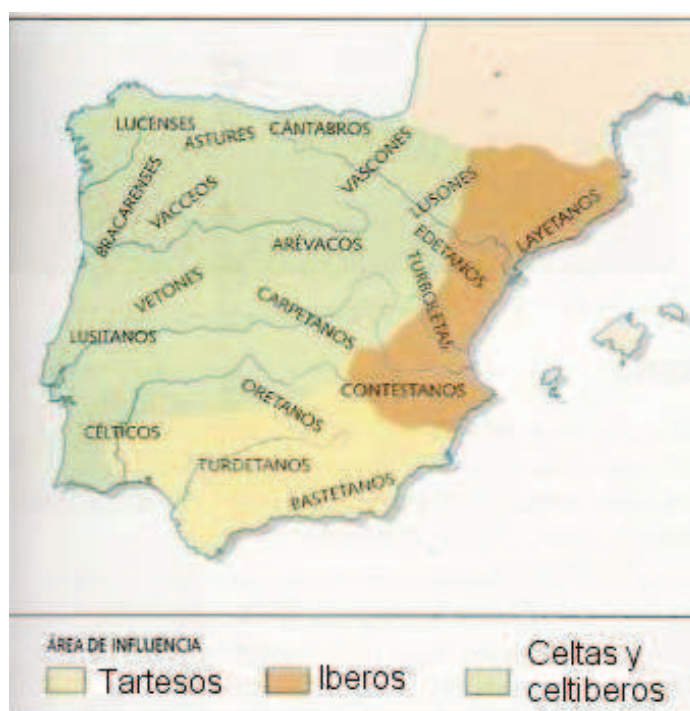 LUCENSES
ASTURES
CÁNTABROS
VASCONES
BRACARENSES
VACCEOS
LUSONES
LAYETANOS
EDETANOS
ARÉVACOS
TURBOLETAS
VETONES
CARPETANOS
LUSITANOS
ORETANOS
CONTESTANOS
CÉLTICOS
TURDETANOS
BASTETANOS
ÁREA DE INFLUENCIA
Tartesos
Iberos
Celtas y
celtiberos